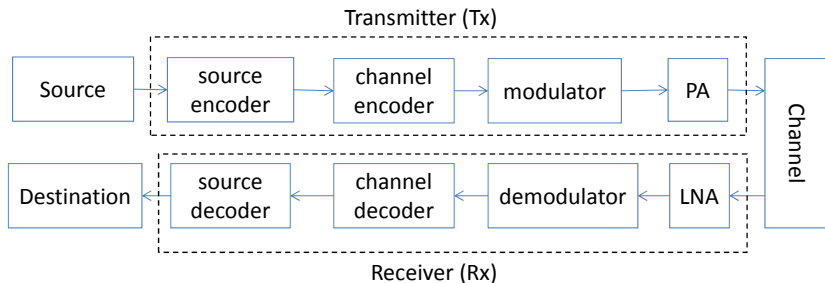 Transmitter (Tx)
Source
source
encoder
channel
encoder
modulator
PA
Channel
Destination
source
decoder
channel
decoder
demodulator
LNA
Receiver (Rx)